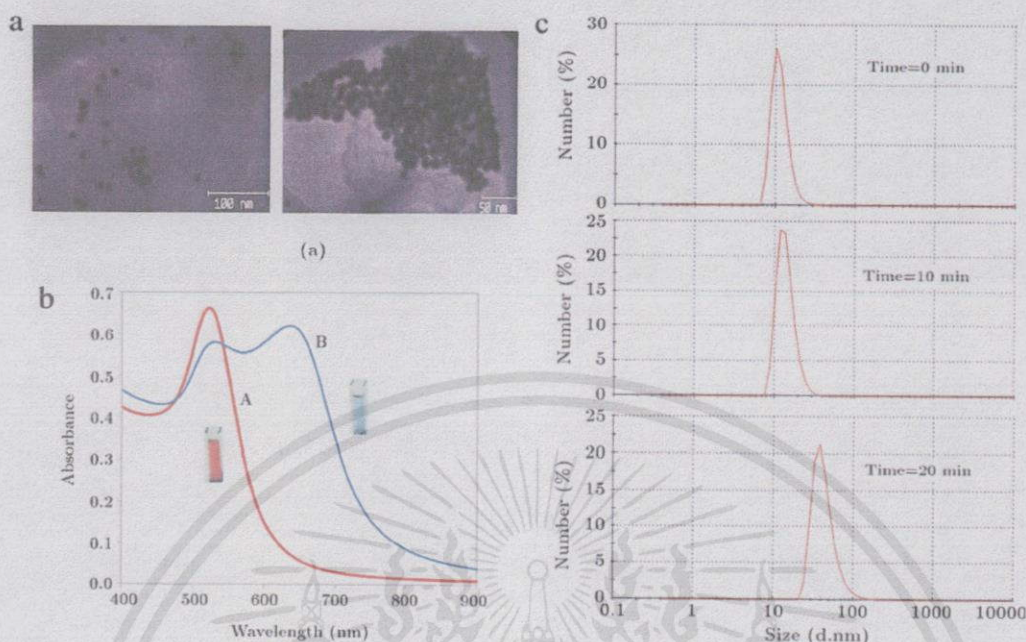 a
100 nm
50 nm
(a)
b
0.7
0.6
0.5
0.4
0.3
0.2
0.1
0.0
400 500 600 700 800 900
Absorbance
Wavelength (nm)
A
B
c
30
25
20
10
0
Number (%)
Time=0 min
25
20
15
10
5
0
Number (%)
Time=10 min
25
20
15
10
5
0
Number (%)
Time=20 min
0.1 1 10 100 1000 10000
Size (d.nm)